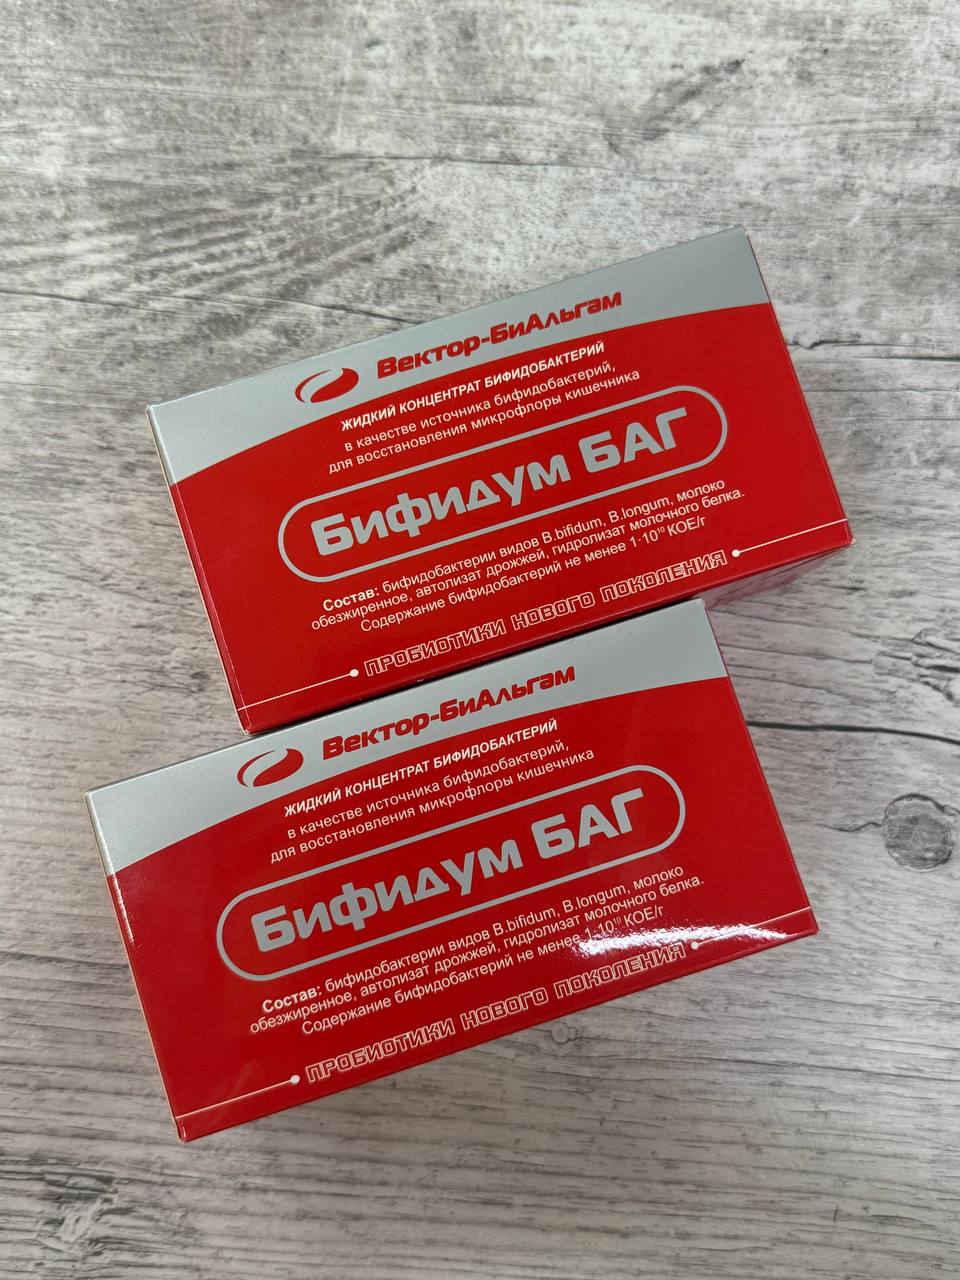 Вектор-БиАльгам
ЖИДКИЙ КОНЦЕНТРАТ БИФИДОБАКТЕРИЙ
в качестве источника бифидобактерий,
для восстановления микрофлоры кишечника
Бифидум БАГ
Состав: бифидобактерии видов B.bifidum, B.longum, молоко
обезжиренное, автолизат дрожжей, гидролизат молочного белка.
Содержание бифидобактерий не менее 1·10¹⁰ КОЕ/г
ПРОБИОТИКИ НОВОГО ПОКОЛЕНИЯ
Вектор-БиАльгам
ЖИДКИЙ КОНЦЕНТРАТ БИФИДОБАКТЕРИЙ
в качестве источника бифидобактерий,
для восстановления микрофлоры кишечника
Бифидум БАГ
Состав: бифидобактерии видов B.bifidum, B.longum, молоко
обезжиренное, автолизат дрожжей, гидролизат молочного белка.
Содержание бифидобактерий не менее 1·10¹⁰ КОЕ/г
ПРОБИОТИКИ НОВОГО ПОКОЛЕНИЯ